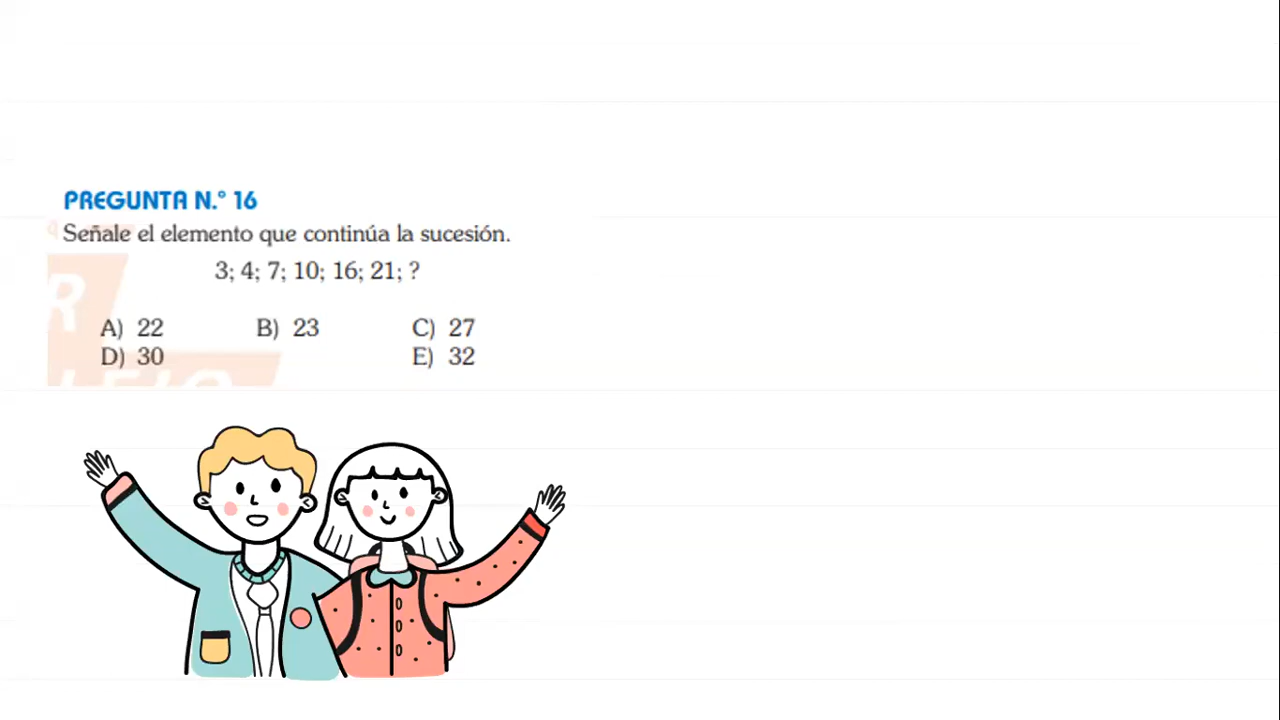 PREGUNTA N.° 16
Señale el elemento que continúa la sucesión.
3; 4; 7; 10; 16; 21; ?
A) 22 B) 23 C) 27
D) 30 E) 32